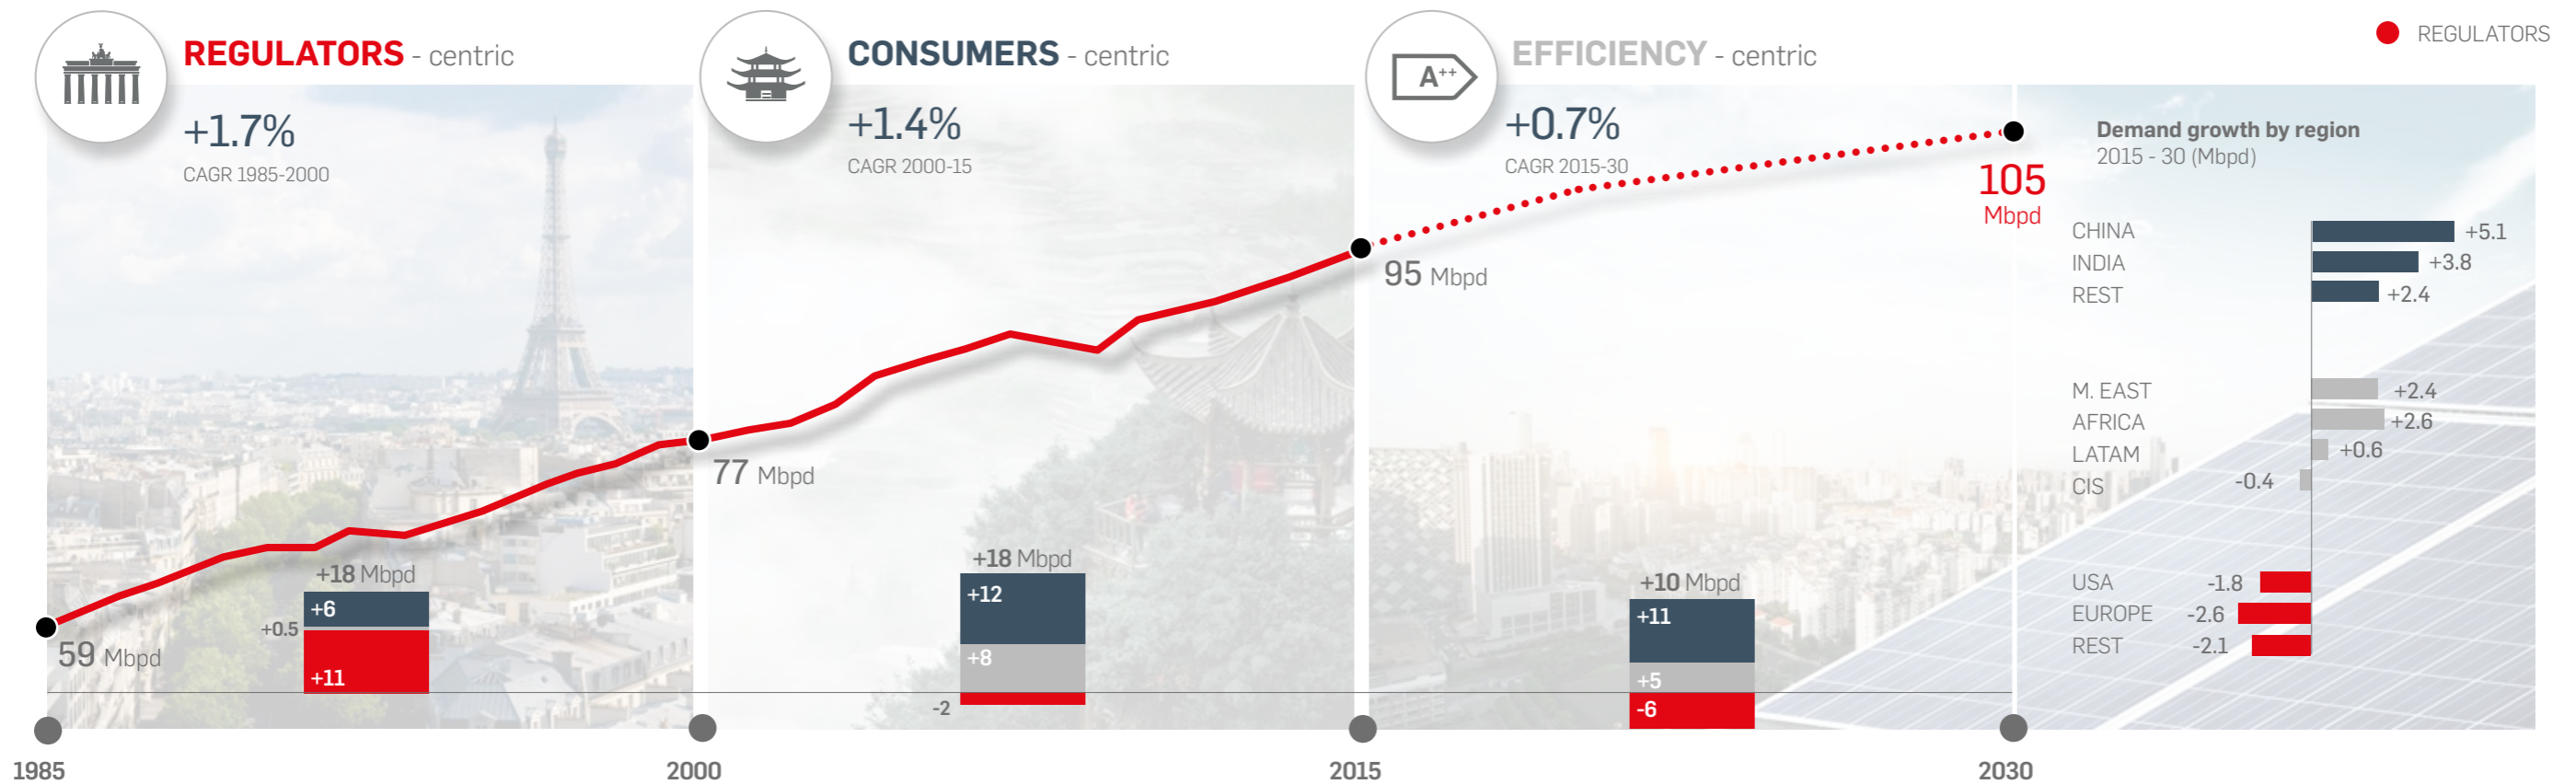 REGULATORS - centric
+1.7%
CAGR 1985-2000
CONSUMERS - centric
+1.4%
CAGR 2000-15
A++
EFFICIENCY - centric
+0.7%
CAGR 2015-30
REGULATORS
59 Mbpd
77 Mbpd
95 Mbpd
105
Mbpd
+18 Mbpd
+6
+0.5
+11
+18 Mbpd
+12
+8
-2
+10 Mbpd
+11
+5
-6
1985
2000
2015
2030
Demand growth by region
2015 - 30 (Mbpd)
CHINA +5.1
INDIA +3.8
REST +2.4
M. EAST +2.4
AFRICA +2.6
LATAM +0.6
CIS -0.4
USA -1.8
EUROPE -2.6
REST -2.1